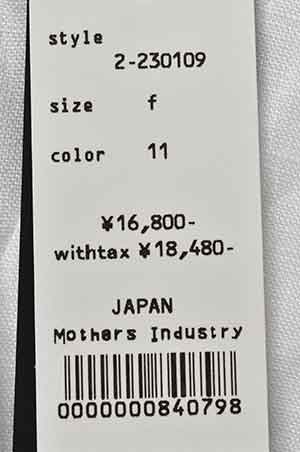 style
2-230109
size f
color 11
¥16,800-
withtax ¥18,480-
JAPAN
Mothers Industry
0000000840798